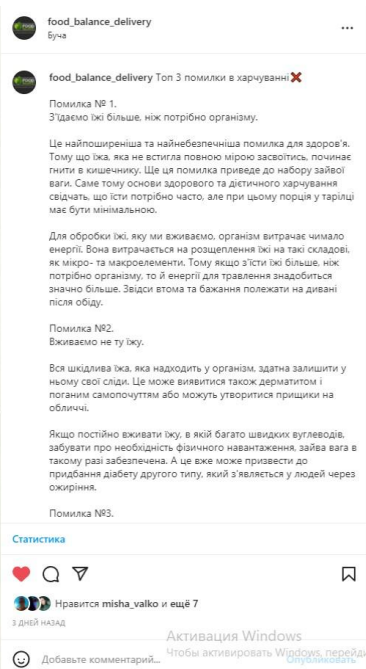 food_balance_delivery
Буча
food_balance_delivery Топ 3 помилки в харчуванні❌
Помилка № 1.
З'їдаємо їжі більше, ніж потрібно організму.
Це найпоширеніша та найнебезпечніша помилка для здоров'я.
Тому що їжа, яка не встигла повною мірою засвоїтись, починає
гнити в кишечнику. Ще ця помилка приведе до набору зайвої
ваги. Саме тому основи здорового та дієтичного харчування
свідчать, що їсти потрібно часто, але при цьому порція у тарілці
має бути мінімальною.
Для обробки їжі, яку ми вживаємо, організм витрачає чимало
енергії. Вона витрачається на розщеплення їжі на такі складові,
як мікро- та макроелементи. Тому якщо з'їсти їжі більше, ніж
потрібно організму, то й енергії для травлення знадобиться
значно більше. Звідси втома та бажання полежати на дивані
після обіду.
Помилка №2.
Вживаємо не ту їжу.
Вся шкідлива їжа, яка надходить у організм, здатна залишити у
ньому свої сліди. Це може виявитися також дерматитом і
поганим самопочуттям або можуть утворитися прищики на
обличчі.
Якщо постійно вживати їжу, в якій багато швидких вуглеводів,
забувати про необхідність фізичного навантаження, зайва вага в
такому разі забезпечена. А це вже може призвести до
придбання діабету другого типу, який з'являється у людей через
ожиріння.
Помилка №3.
Статистика
Нравится misha_valko и ещё 7
3 ДНЕЙ НАЗАД
Активация Windows
Чтобы активировать Windows, перейди
Добавьте комментарий...
Опубликовать